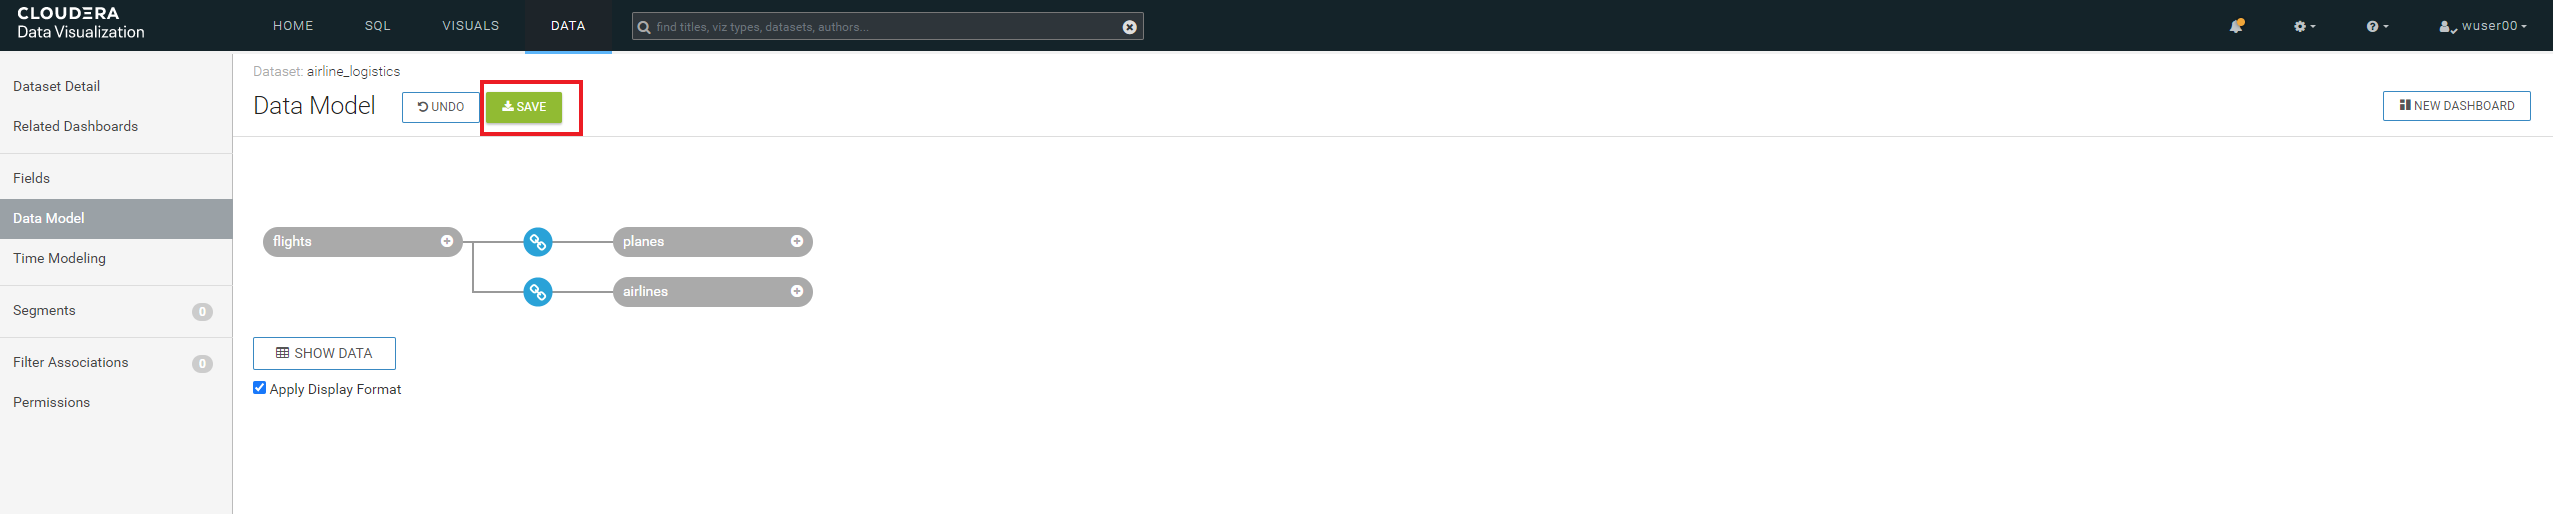 CLOUDERA
Data Visualization
HOME
SQL
VISUALS
DATA
find titles, viz types, datasets, authors...
wuser00
Dataset Detail
Related Dashboards
Fields
Data Model
Time Modeling
Segments 0
Filter Associations 0
Permissions
Dataset: airline_logistics
Data Model
UNDO
SAVE
NEW DASHBOARD
flights
planes
airlines
SHOW DATA
Apply Display Format